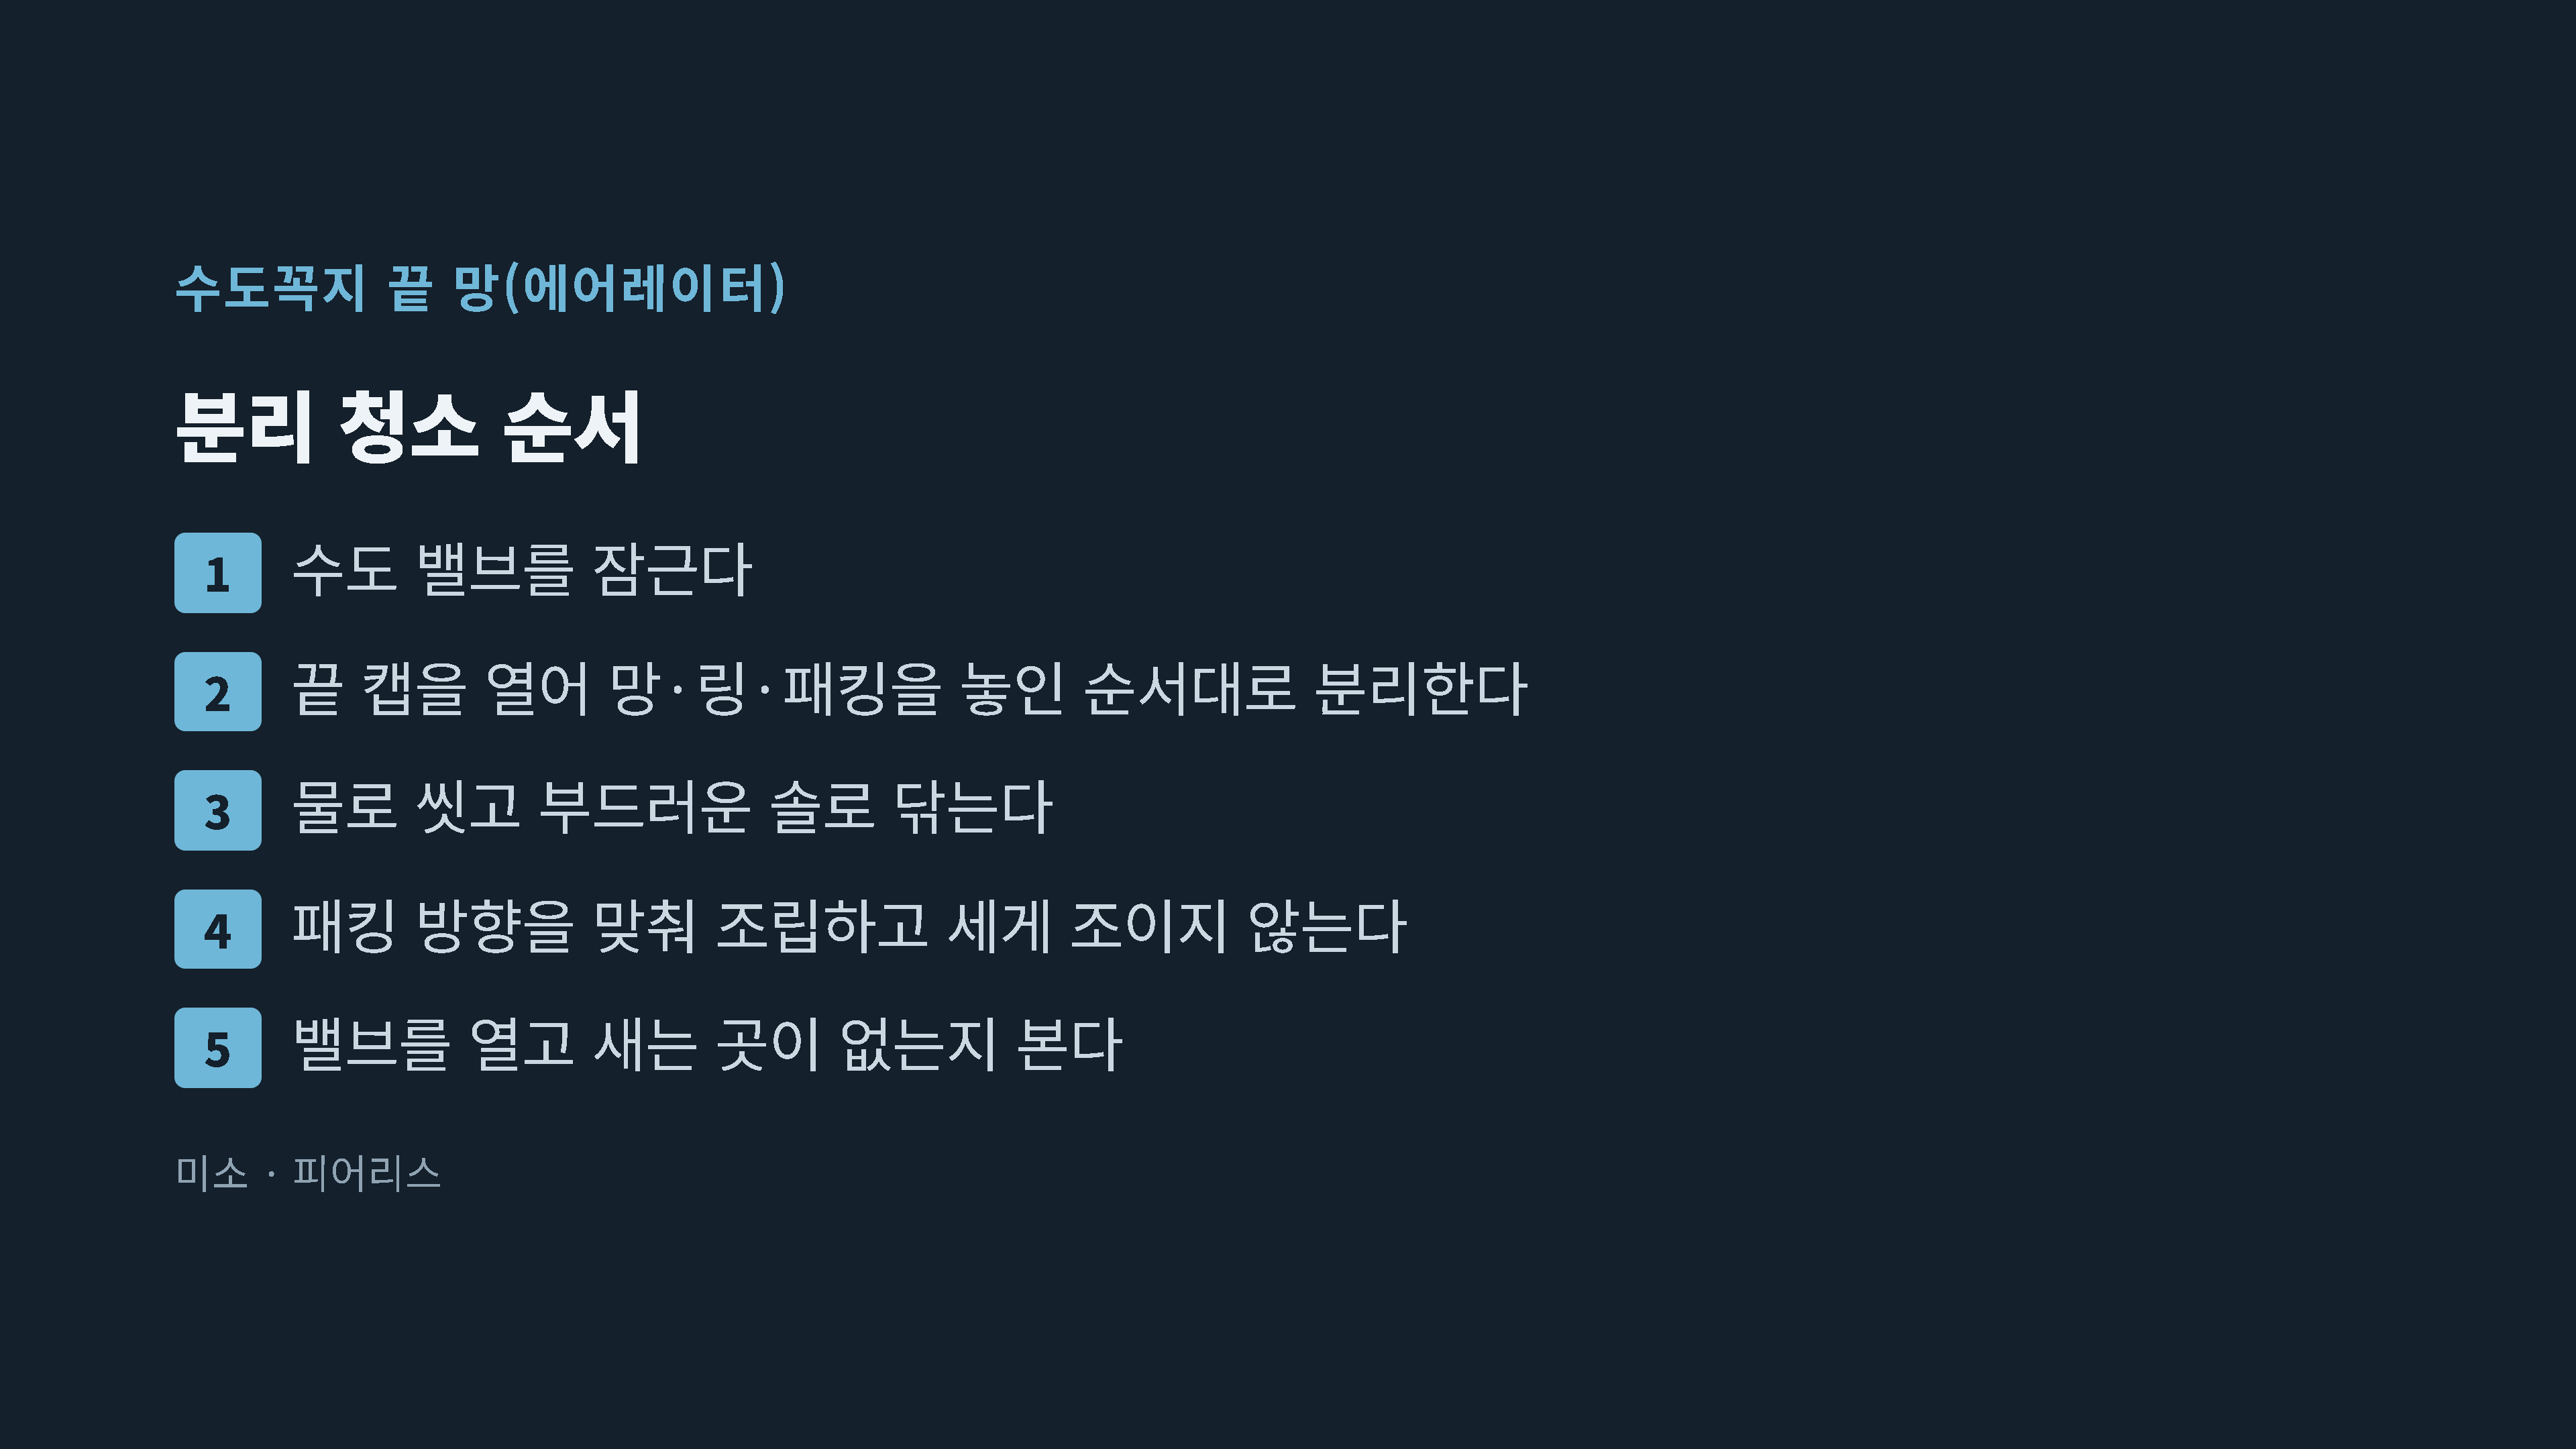 수도꼭지 끝 망(에어레이터)
분리 청소 순서
1 수도 밸브를 잠근다
2 끝 캡을 열어 망·링·패킹을 놓인 순서대로 분리한다
3 물로 씻고 부드러운 솔로 닦는다
4 패킹 방향을 맞춰 조립하고 세게 조이지 않는다
5 밸브를 열고 새는 곳이 없는지 본다
미소 · 피어리스